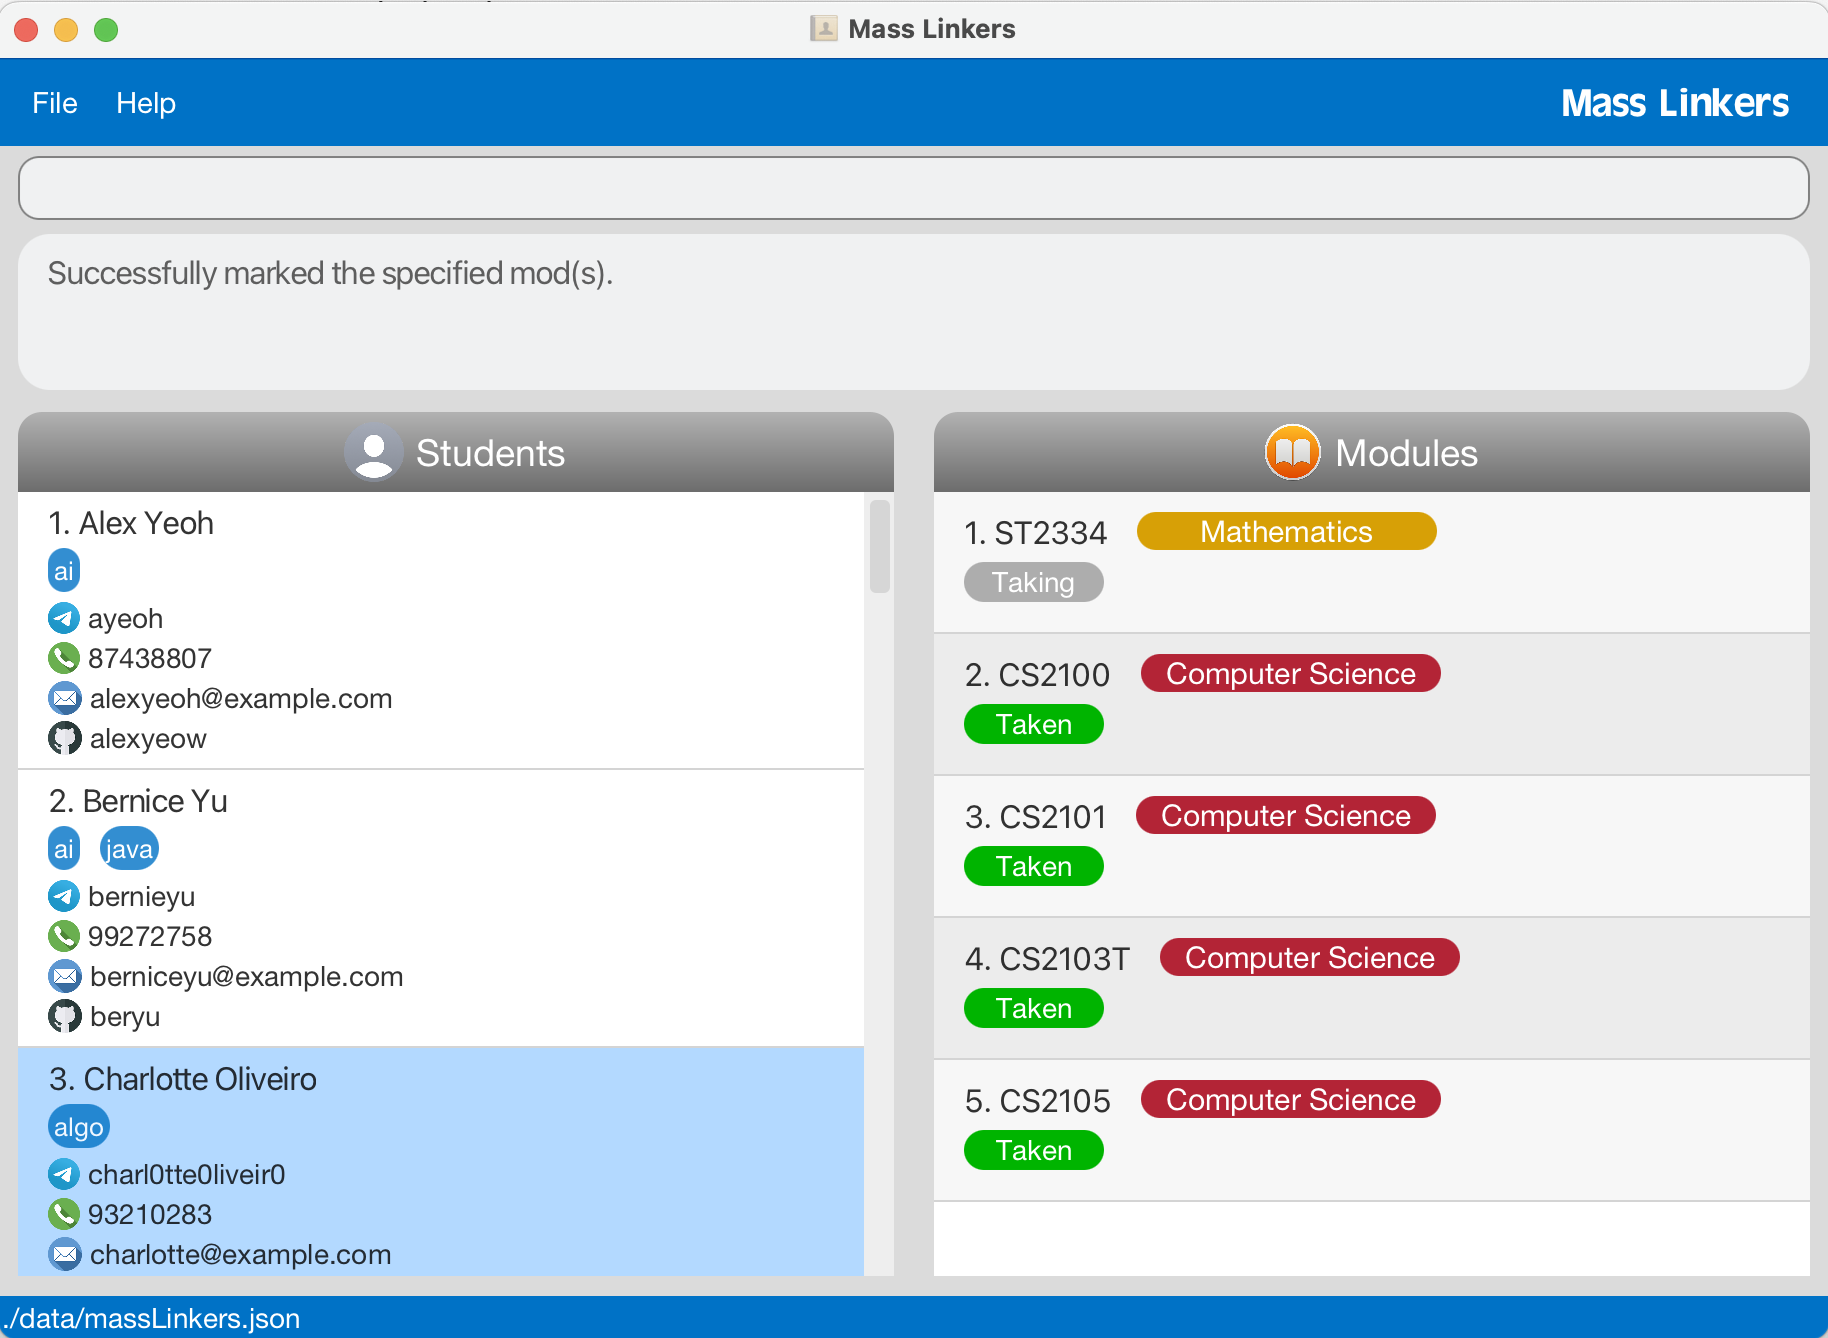 Mass Linkers
File Help Mass Linkers
Successfully marked the specified mod(s).
Students
1. Alex Yeoh
ai
ayeoh
87438807
alexyeoh@example.com
alexyeow
2. Bernice Yu
ai java
bernieyu
99272758
berniceyu@example.com
beryu
3. Charlotte Oliveiro
algo
charl0tte0liveir0
93210283
charlotte@example.com
Modules
1. ST2334 Mathematics
Taking
2. CS2100 Computer Science
Taken
3. CS2101 Computer Science
Taken
4. CS2103T Computer Science
Taken
5. CS2105 Computer Science
Taken
./data/massLinkers.json